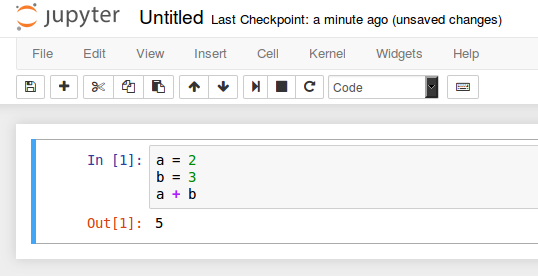 jupyter Untitled Last Checkpoint: a minute ago (unsaved changes)
File Edit View Insert Cell Kernel Widgets Help
Code
In [1]: a = 2
b = 3
a + b
Out[1]: 5